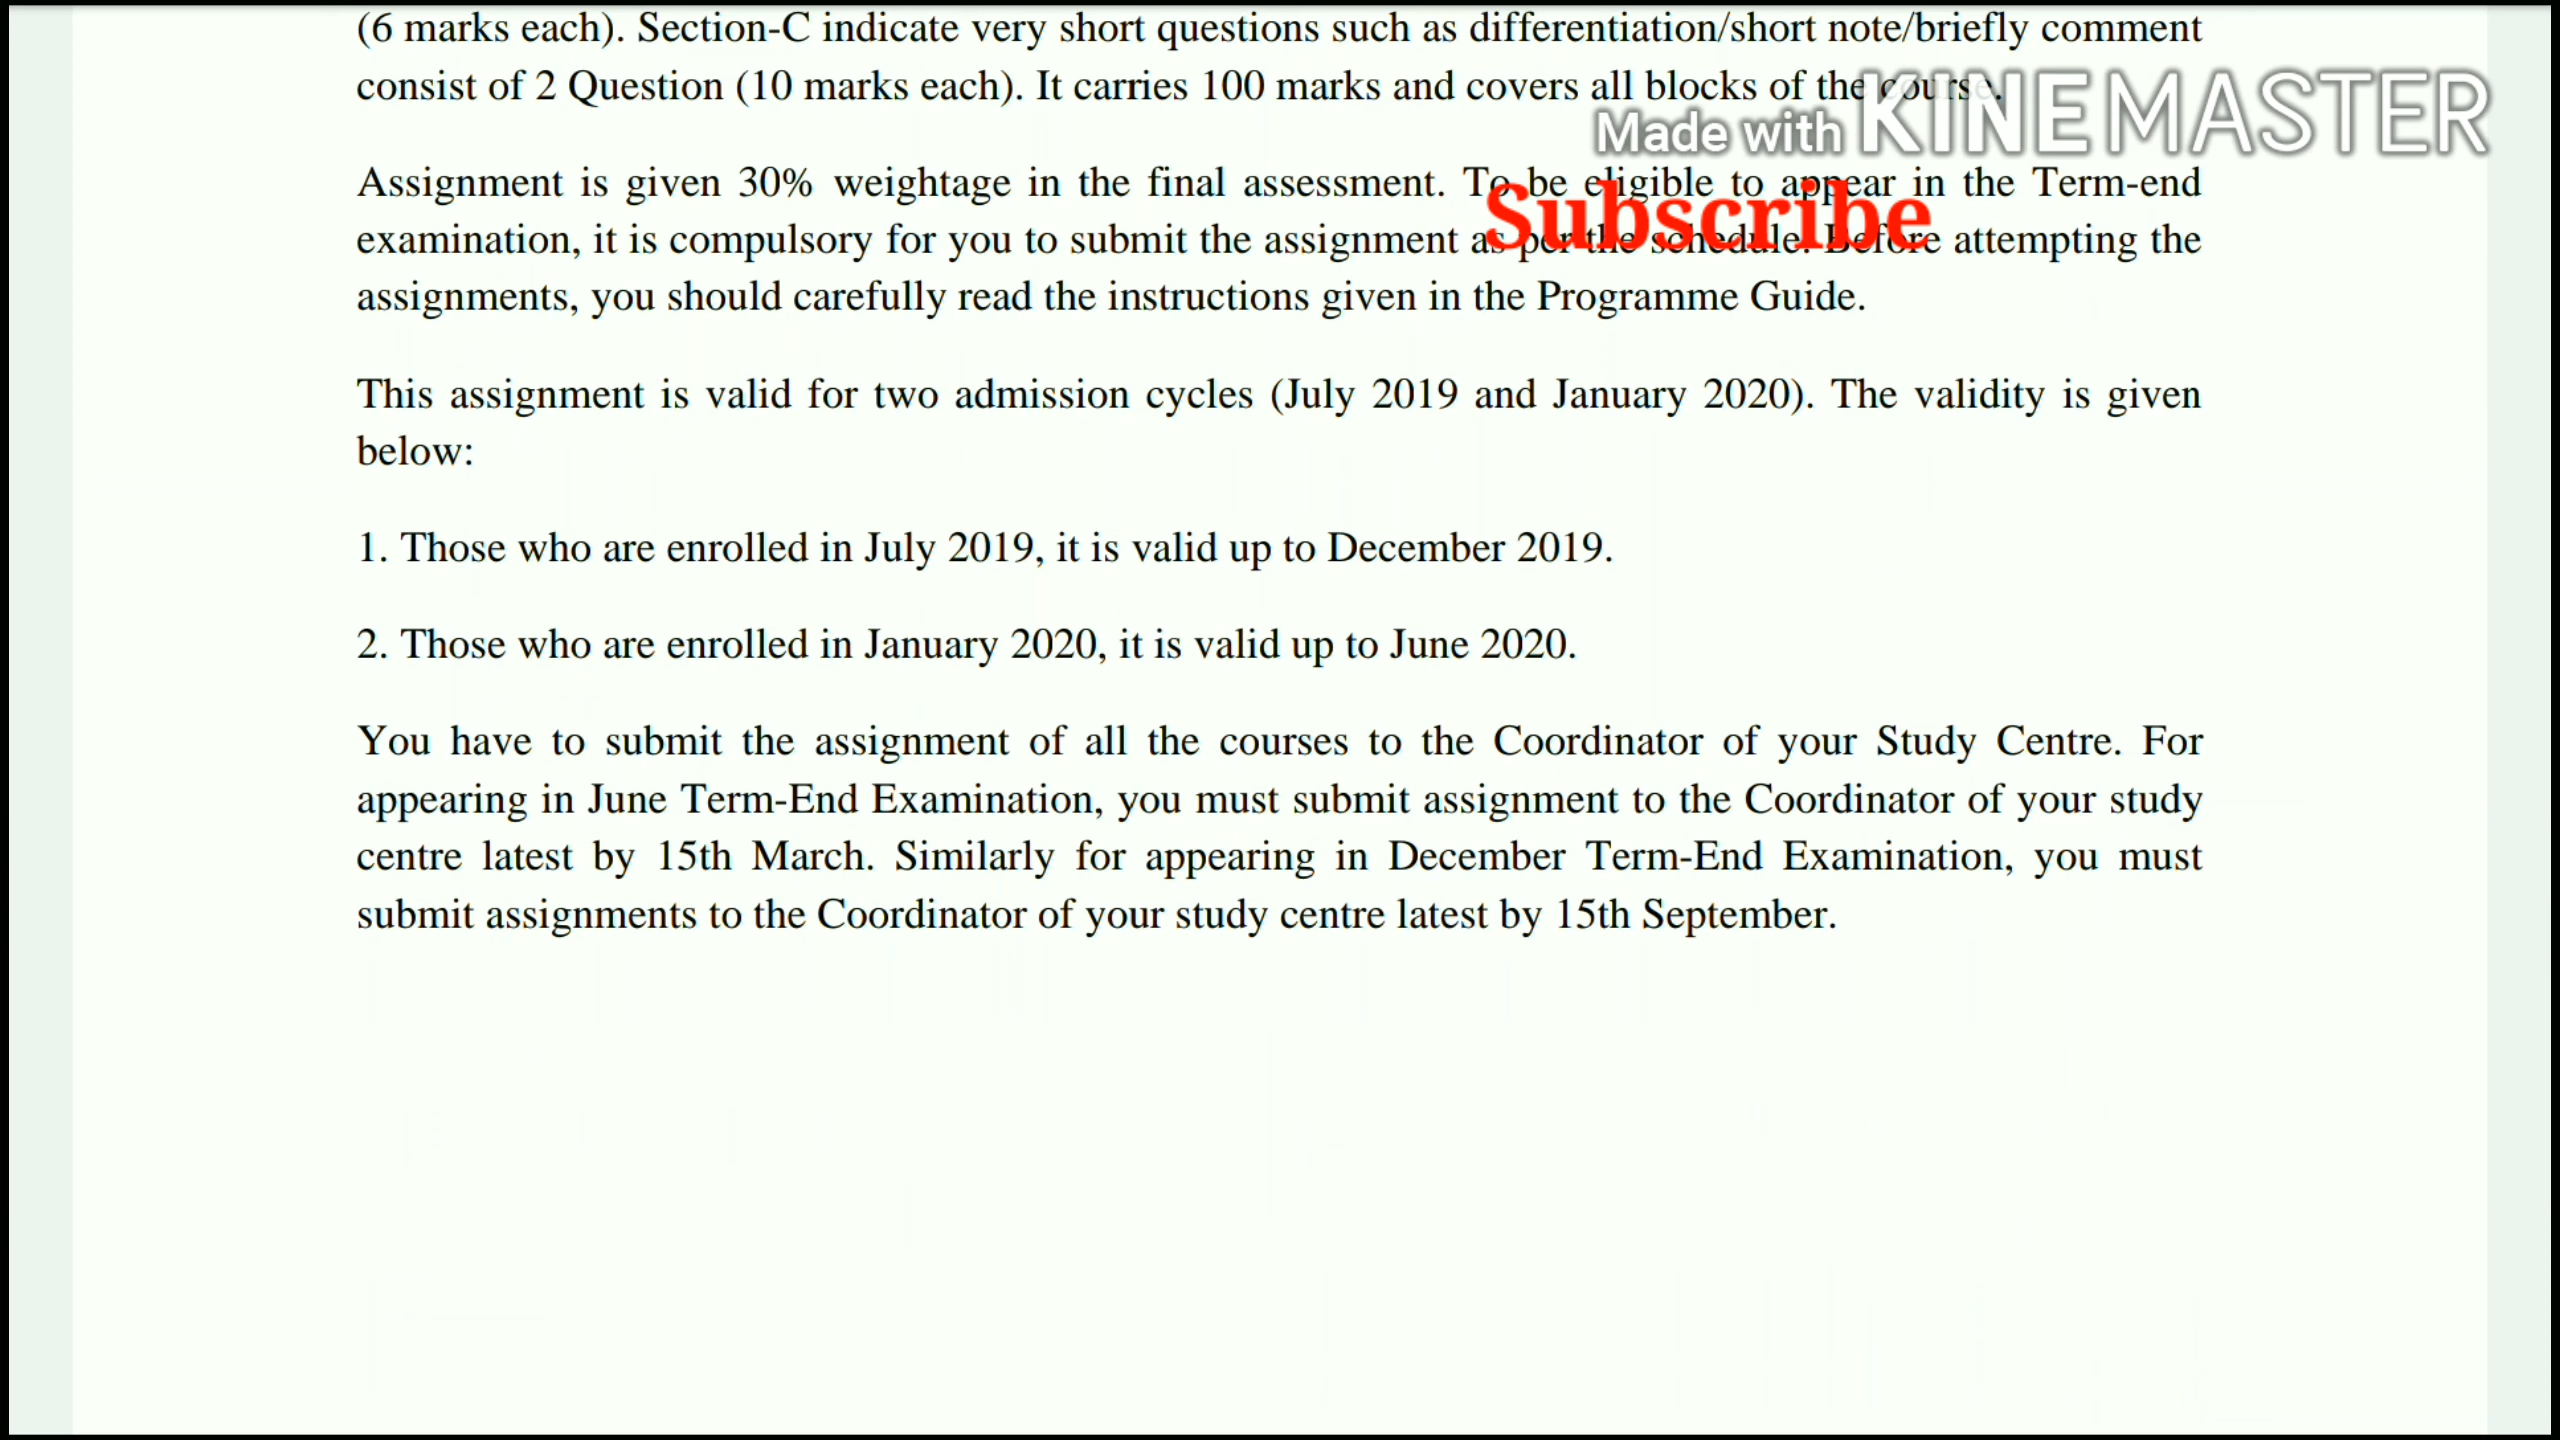 (6 marks each). Section-C indicate very short questions such as differentiation/short note/briefly comment
consist of 2 Question (10 marks each). It carries 100 marks and covers all blocks of the course.
Made with KINEMASTER
Assignment is given 30% weightage in the final assessment. To be eligible to appear in the Term-end
Subscribe
examination, it is compulsory for you to submit the assignment as per the schedule. Before attempting the
assignments, you should carefully read the instructions given in the Programme Guide.
This assignment is valid for two admission cycles (July 2019 and January 2020). The validity is given
below:
1. Those who are enrolled in July 2019, it is valid up to December 2019.
2. Those who are enrolled in January 2020, it is valid up to June 2020.
You have to submit the assignment of all the courses to the Coordinator of your Study Centre. For
appearing in June Term-End Examination, you must submit assignment to the Coordinator of your study
centre latest by 15th March. Similarly for appearing in December Term-End Examination, you must
submit assignments to the Coordinator of your study centre latest by 15th September.